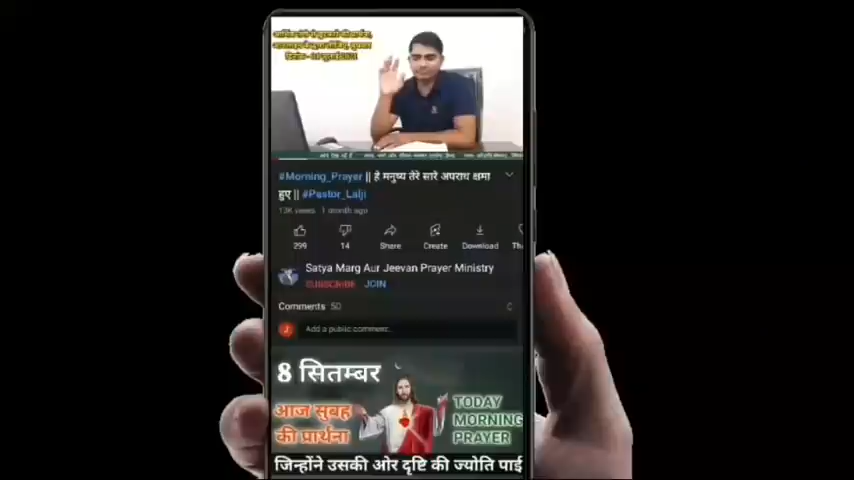 #Morning_Prayer || हे मनुष्य तेरे सारे अपराध क्षमा
हुए || #Pastor_Lalji
views 1 month ago
299 14 Share Create Download
Satya Marg Aur Jeevan Prayer Ministry
SUBSCRIBE JOIN
Comments 50
J Add a public comment...
8 सितम्बर
आज सुबह
की प्रार्थना
TODAY
MORNING
PRAYER
जिन्होंने उसकी ओर दृष्टि की ज्योति पाई